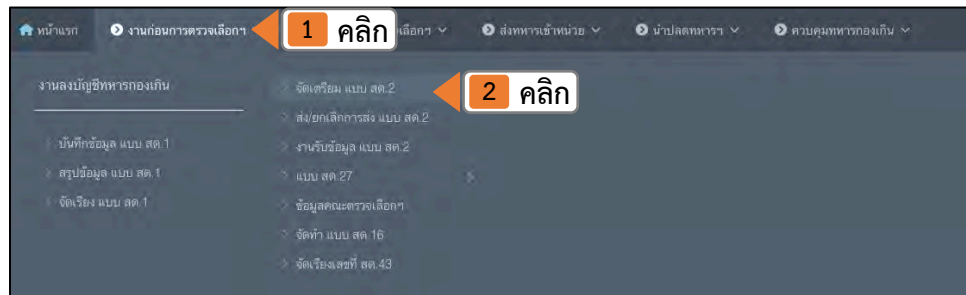 หน้าแรก งานก่อนการตรวจเลือกฯ 1 คลิก เลือกฯ ส่งทหารเข้าหน่วย นำปลดทหารฯ ควบคุมทหารกองเกิน
งานลงบัญชีทหารกองเกิน
บันทึกข้อมูล แบบ สด.1
สรุปข้อมูล แบบ สด.1
จัดเรียง แบบ สด.1
จัดเตรียม แบบ สด.2 2 คลิก
ส่ง/ยกเลิกการส่ง แบบ สด.2
งานรับข้อมูล แบบ สด.2
แบบ สด.27
ข้อมูลคณะตรวจเลือกฯ
จัดทำ แบบ สด.16
จัดเรียงเลขที่ สด.43